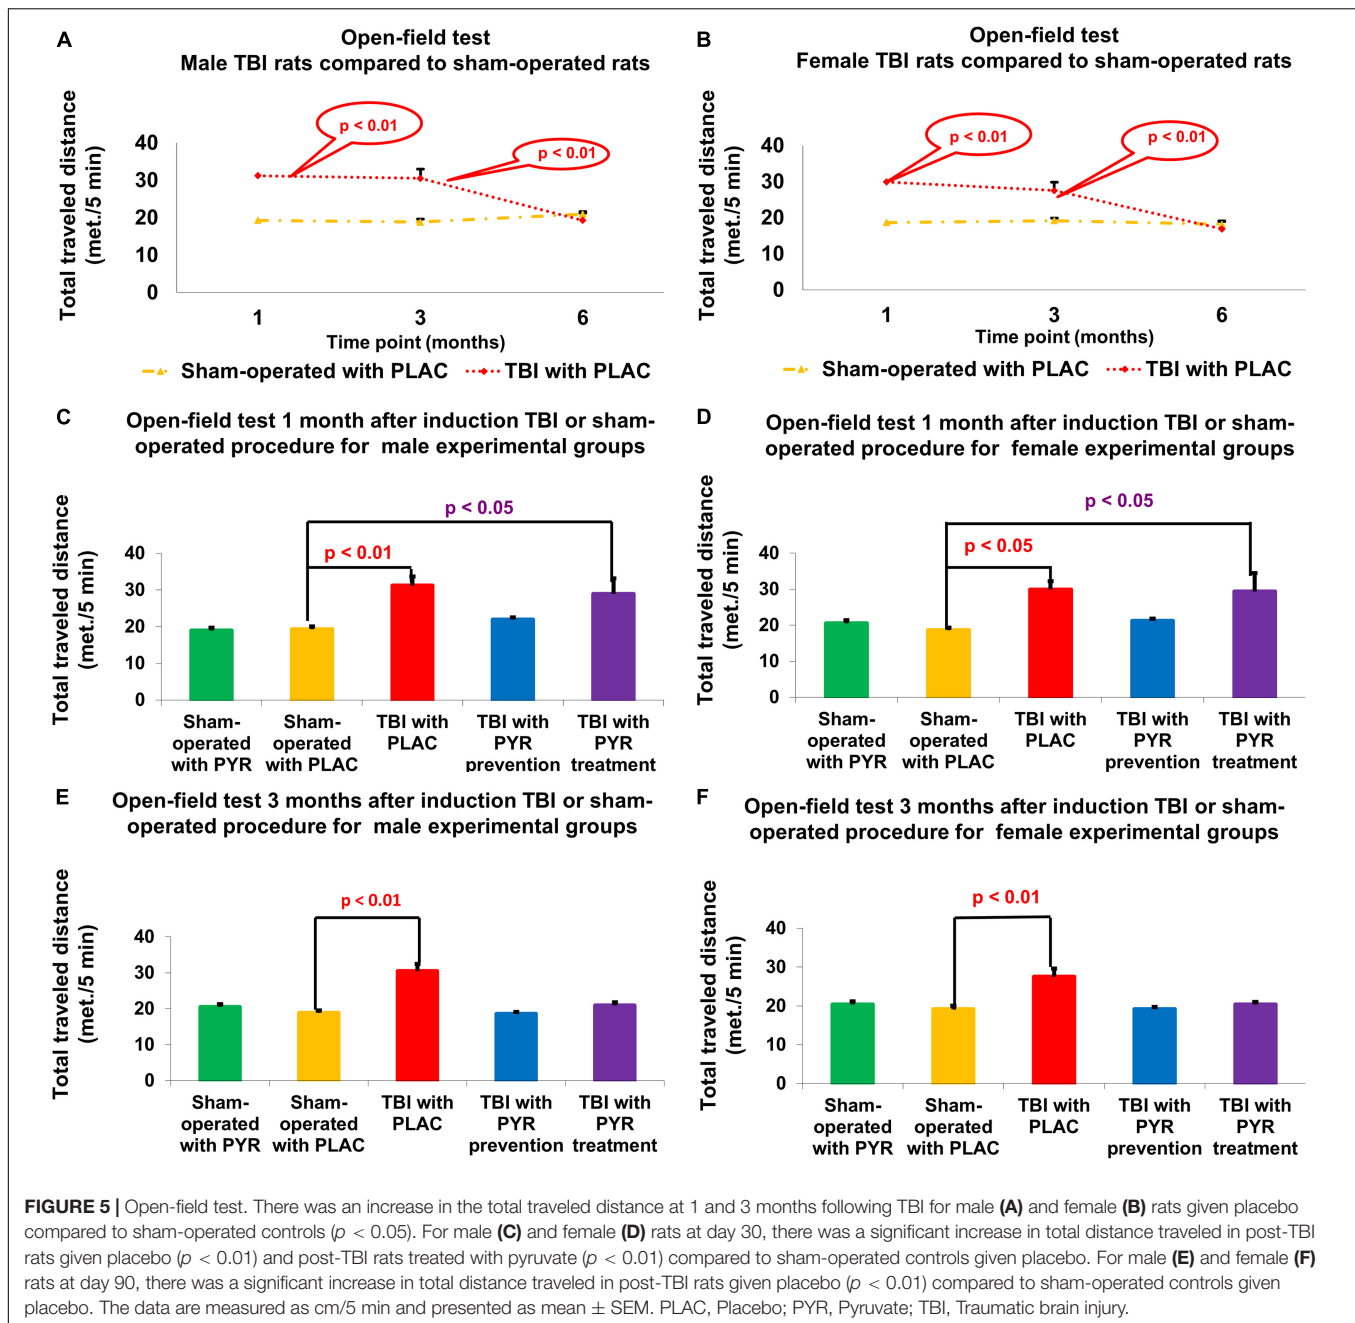 A
Open-field test
Male TBI rats compared to sham-operated rats
Total traveled distance
(met./5 min)
40
30
20
10
0
p < 0.01
p < 0.01
1
3
6
Time point (months)
Sham-operated with PLAC
TBI with PLAC
B
Open-field test
Female TBI rats compared to sham-operated rats
Total traveled distance
(met./5 min)
40
30
20
10
0
p < 0.01
p < 0.01
1
3
6
Time point (months)
Sham-operated with PLAC
TBI with PLAC
C
Open-field test 1 month after induction TBI or sham-
operated procedure for male experimental groups
Total traveled distance
(met./5 min)
40
30
20
10
0
p < 0.05
p < 0.01
Sham-
operated
with PYR
Sham-
operated
with PLAC
TBI with
PLAC
TBI with
PYR
prevention
TBI with
PYR
treatment
D
Open-field test 1 month after induction TBI or sham-
operated procedure for female experimental groups
Total traveled distance
(met./5 min)
40
30
20
10
0
p < 0.05
p < 0.05
Sham-
operated
with PYR
Sham-
operated
with PLAC
TBI with
PLAC
TBI with
PYR
prevention
TBI with
PYR
treatment
E
Open-field test 3 months after induction TBI or sham-
operated procedure for male experimental groups
Total traveled distance
(met./5 min)
40
30
20
10
0
p < 0.01
Sham-
operated
with PYR
Sham-
operated
with PLAC
TBI with
PLAC
TBI with
PYR
prevention
TBI with
PYR
treatment
F
Open-field test 3 months after induction TBI or sham-
operated procedure for female experimental groups
Total traveled distance
(met./5 min)
40
30
20
10
0
p < 0.01
Sham-
operated
with PYR
Sham-
operated
with PLAC
TBI with
PLAC
TBI with
PYR
prevention
TBI with
PYR
treatment
FIGURE 5 | Open-field test. There was an increase in the total traveled distance at 1 and 3 months following TBI for male (A) and female (B) rats given placebo
compared to sham-operated controls (p < 0.05). For male (C) and female (D) rats at day 30, there was a significant increase in total distance traveled in post-TBI
rats given placebo (p < 0.01) and post-TBI rats treated with pyruvate (p < 0.01) compared to sham-operated controls given placebo. For male (E) and female (F)
rats at day 90, there was a significant increase in total distance traveled in post-TBI rats given placebo (p < 0.01) compared to sham-operated controls given
placebo. The data are measured as cm/5 min and presented as mean ± SEM. PLAC, Placebo; PYR, Pyruvate; TBI, Traumatic brain injury.